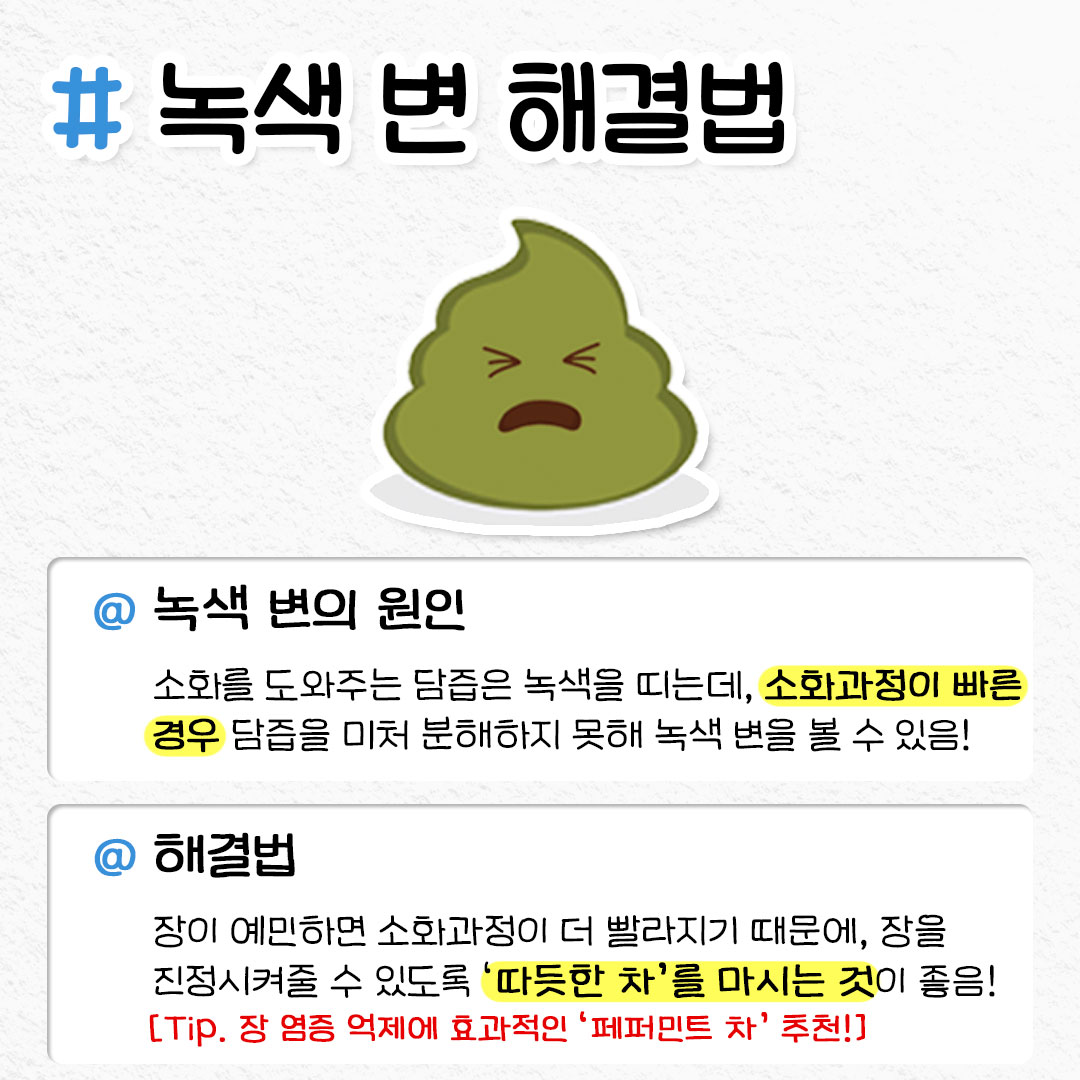 # 녹색 변 해결법
@ 녹색 변의 원인
소화를 도와주는 담즙은 녹색을 띠는데, 소화과정이 빠른
경우 담즙을 미처 분해하지 못해 녹색 변을 볼 수 있음!
@ 해결법
장이 예민하면 소화과정이 더 빨라지기 때문에, 장을
진정시켜줄 수 있도록 ‘따듯한 차’를 마시는 것이 좋음!
[Tip. 장 염증 억제에 효과적인 ‘페퍼민트 차’ 추천!]